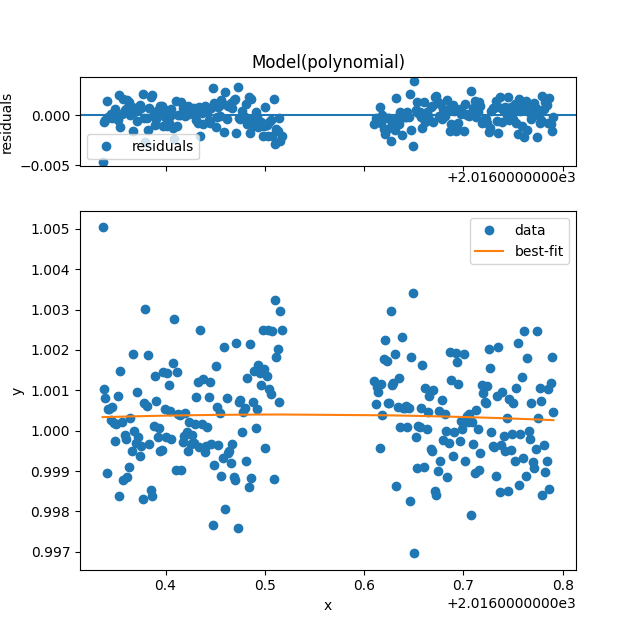 Model(polynomial)
residuals
0.000
−0.005
residuals
+2.0160000000e3
y
1.005
1.004
1.003
1.002
1.001
1.000
0.999
0.998
0.997
data
best-fit
0.4 0.5 0.6 0.7 0.8
x
+2.0160000000e3